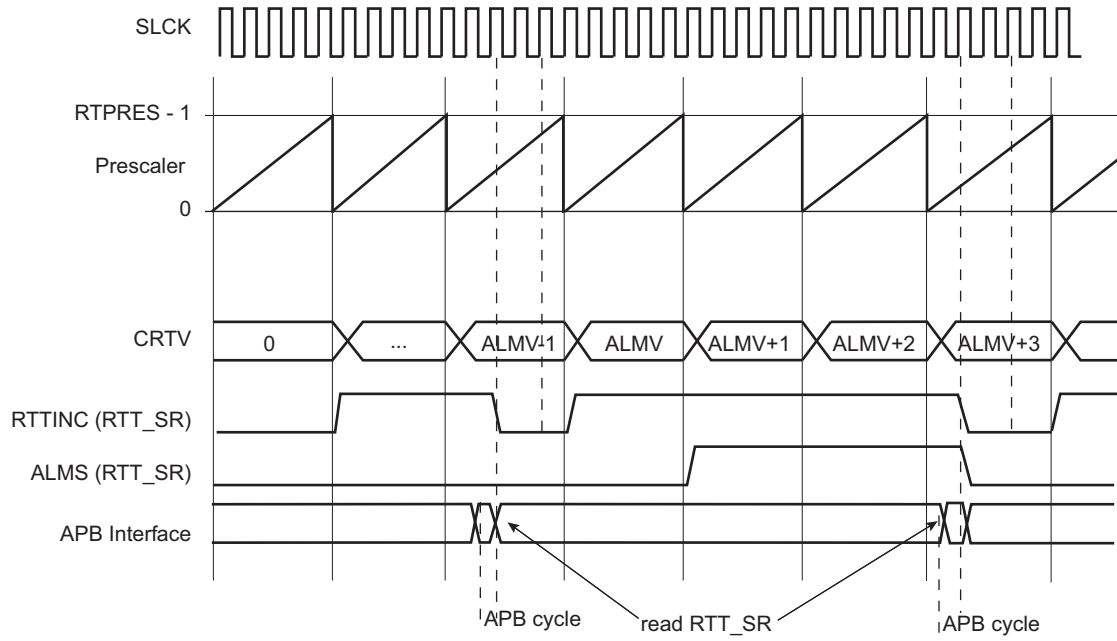 SLCK
RTPRES - 1
Prescaler
0
CRTV
0 ... ALMV-1 ALMV ALMV+1 ALMV+2 ALMV+3
RTTINC (RTT_SR)
ALMS (RTT_SR)
APB Interface
APB cycle read RTT_SR APB cycle